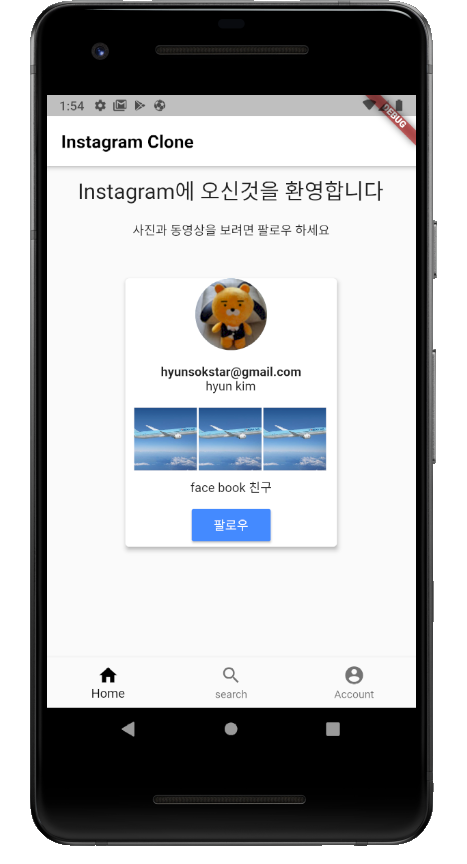 1:54
DEBUG
Instagram Clone
Instagram에 오신것을 환영합니다
사진과 동영상을 보려면 팔로우 하세요
hyunsokstar@gmail.com
hyun kim
face book 친구
팔로우
Home
search
Account